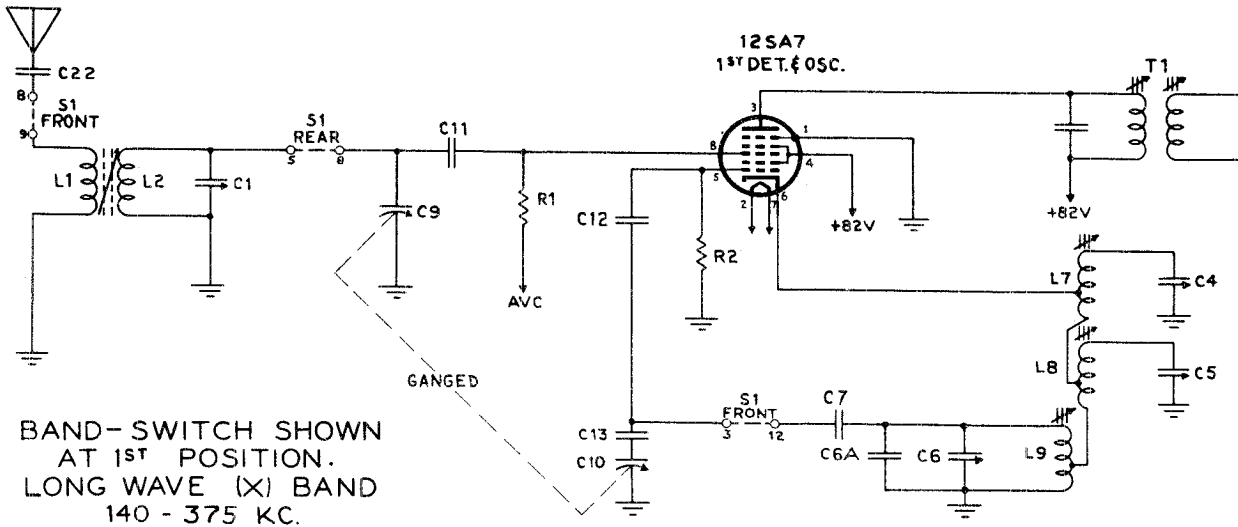 12SA7
1ST DET. & OSC.
T1
C22
8
S1
FRONT
9
L1
L2
C1
S1
REAR
5
8
C11
C9
R1
AVC
3
1
8
4
5
2
7
6
+82V
+82V
C12
R2
L7
C4
L8
C5
GANGED
C13
C10
S1
FRONT
3
12
C7
C6A
C6
L9
BAND-SWITCH SHOWN
AT 1ST POSITION.
LONG WAVE (X) BAND
140 - 375 KC.